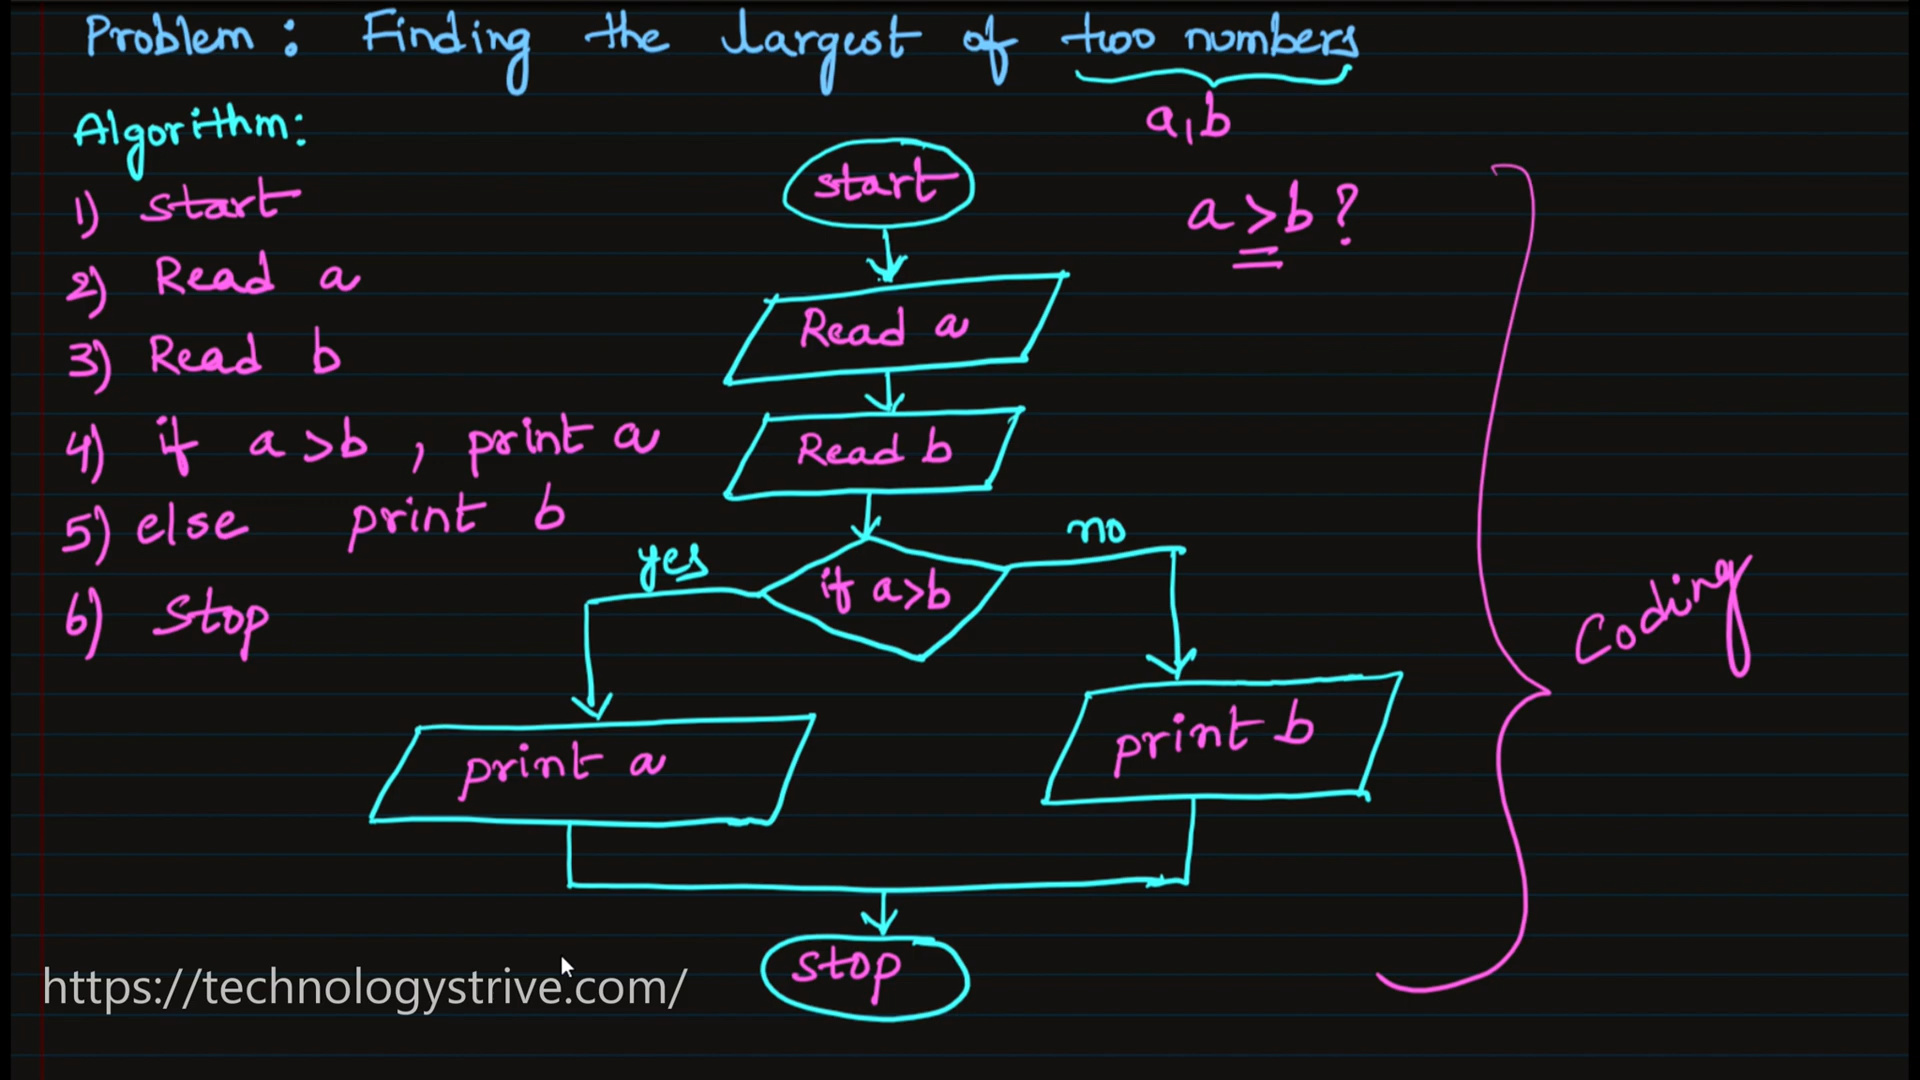 Problem : Finding the largest of two numbers
a,b
Algorithm:
1) start
2) Read a
3) Read b
4) if a >b , print a
5) else print b
6) Stop
start
a >b ?
Read a
Read b
if a>b
yes
no
print a
print b
stop
Coding
https://technologystrive.com/